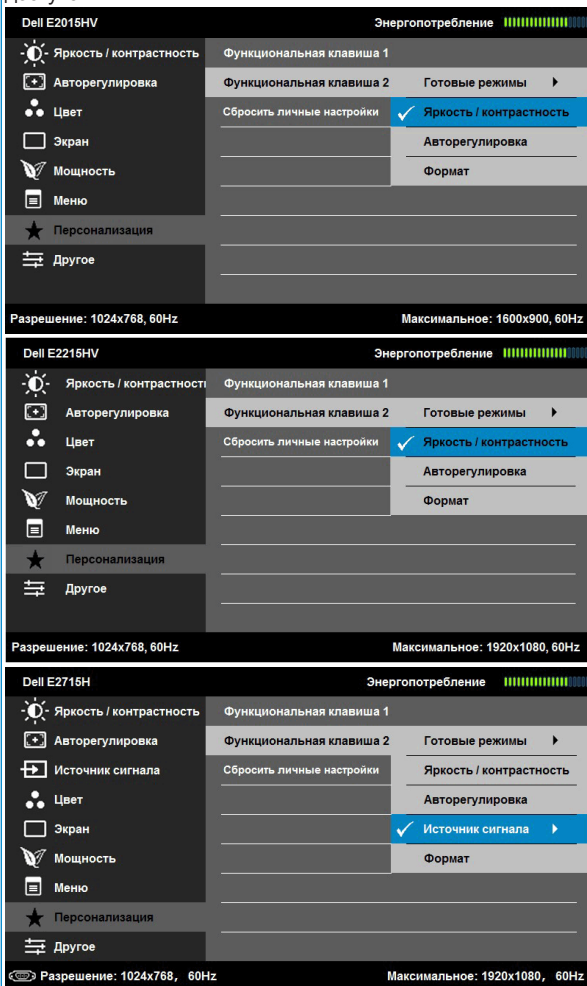 Dell E2015HV Энергопотребление
Яркость / контрастность Функциональная клавиша 1
Авторегулировка Функциональная клавиша 2 Готовые режимы
Цвет Сбросить личные настройки Яркость / контрастность
Экран Авторегулировка
Мощность Формат
Меню
Персонализация
Другое
Разрешение: 1024x768, 60Hz Максимальное: 1600x900, 60Hz
Dell E2215HV Энергопотребление
Яркость / контрастность Функциональная клавиша 1
Авторегулировка Функциональная клавиша 2 Готовые режимы
Цвет Сбросить личные настройки Яркость / контрастность
Экран Авторегулировка
Мощность Формат
Меню
Персонализация
Другое
Разрешение: 1024x768, 60Hz Максимальное: 1920x1080, 60Hz
Dell E2715H Энергопотребление
Яркость / контрастность Функциональная клавиша 1
Авторегулировка Функциональная клавиша 2 Готовые режимы
Источник сигнала Сбросить личные настройки Яркость / контрастность
Цвет Авторегулировка
Экран Источник сигнала
Мощность Формат
Меню
Персонализация
Другое
Разрешение: 1024x768, 60Hz Максимальное: 1920x1080, 60Hz